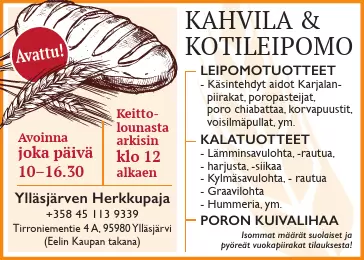 KAHVILA &
KOTILEIPOMO
Avattu!
Avoinna
joka päivä
10–16.30
Keitto-
lounasta
arkisin
klo 12
alkaen
Ylläsjärven Herkkupaja
+358 45 113 9339
Tirroniementie 4 A, 95980 Ylläsjärvi
(Eelin Kaupan takana)
LEIPOMOTUOTTEET
- Käsintehdyt aidot Karjalan-
piirakat, poropasteijat,
poro chiabattaa, korvapuustit,
voisilmäpullat, ym.
KALATUOTTEET
- Lämminsavulohta, -rautua,
- harjusta, -siikaa
- Kylmäsavulohta, - rautua
- Graavilohta
- Hummeria, ym.
PORON KUIVALIHAA
Isommat määrät suolaiset ja
pyöreät vuokapiirakat tilauksesta!